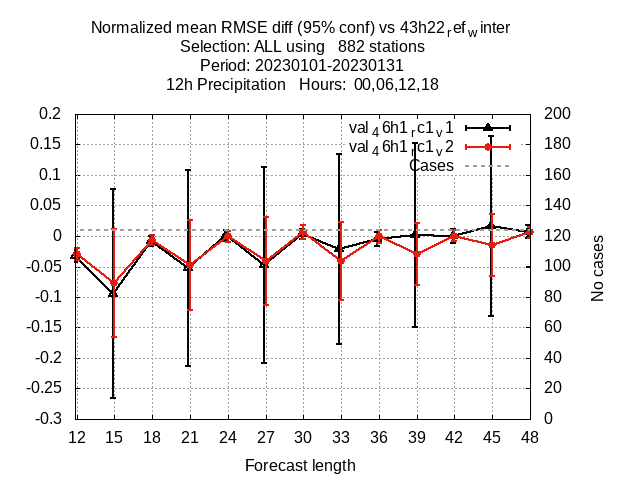 Normalized mean RMSE diff (95% conf) vs 43h22refwinter
Selection: ALL using   882 stations
Period: 20230101-20230131
12h Precipitation   Hours:  00,06,12,18
0.2
0.15
0.1
0.05
0
-0.05
-0.1
-0.15
-0.2
-0.25
-0.3
val46h1rc1v1
val46h1rc1v2
Cases
200
180
160
140
120
100
80
60
40
20
0
No cases
12 15 18 21 24 27 30 33 36 39 42 45 48
Forecast length